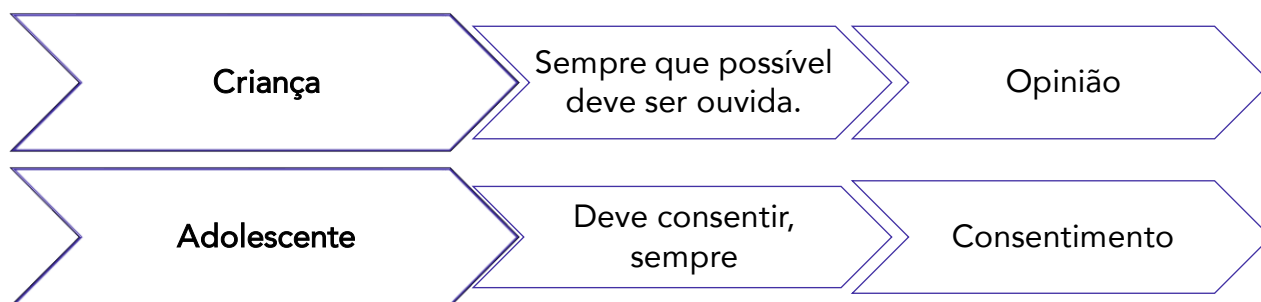 Criança
Sempre que possível
deve ser ouvida.
Opinião
Adolescente
Deve consentir,
sempre
Consentimento